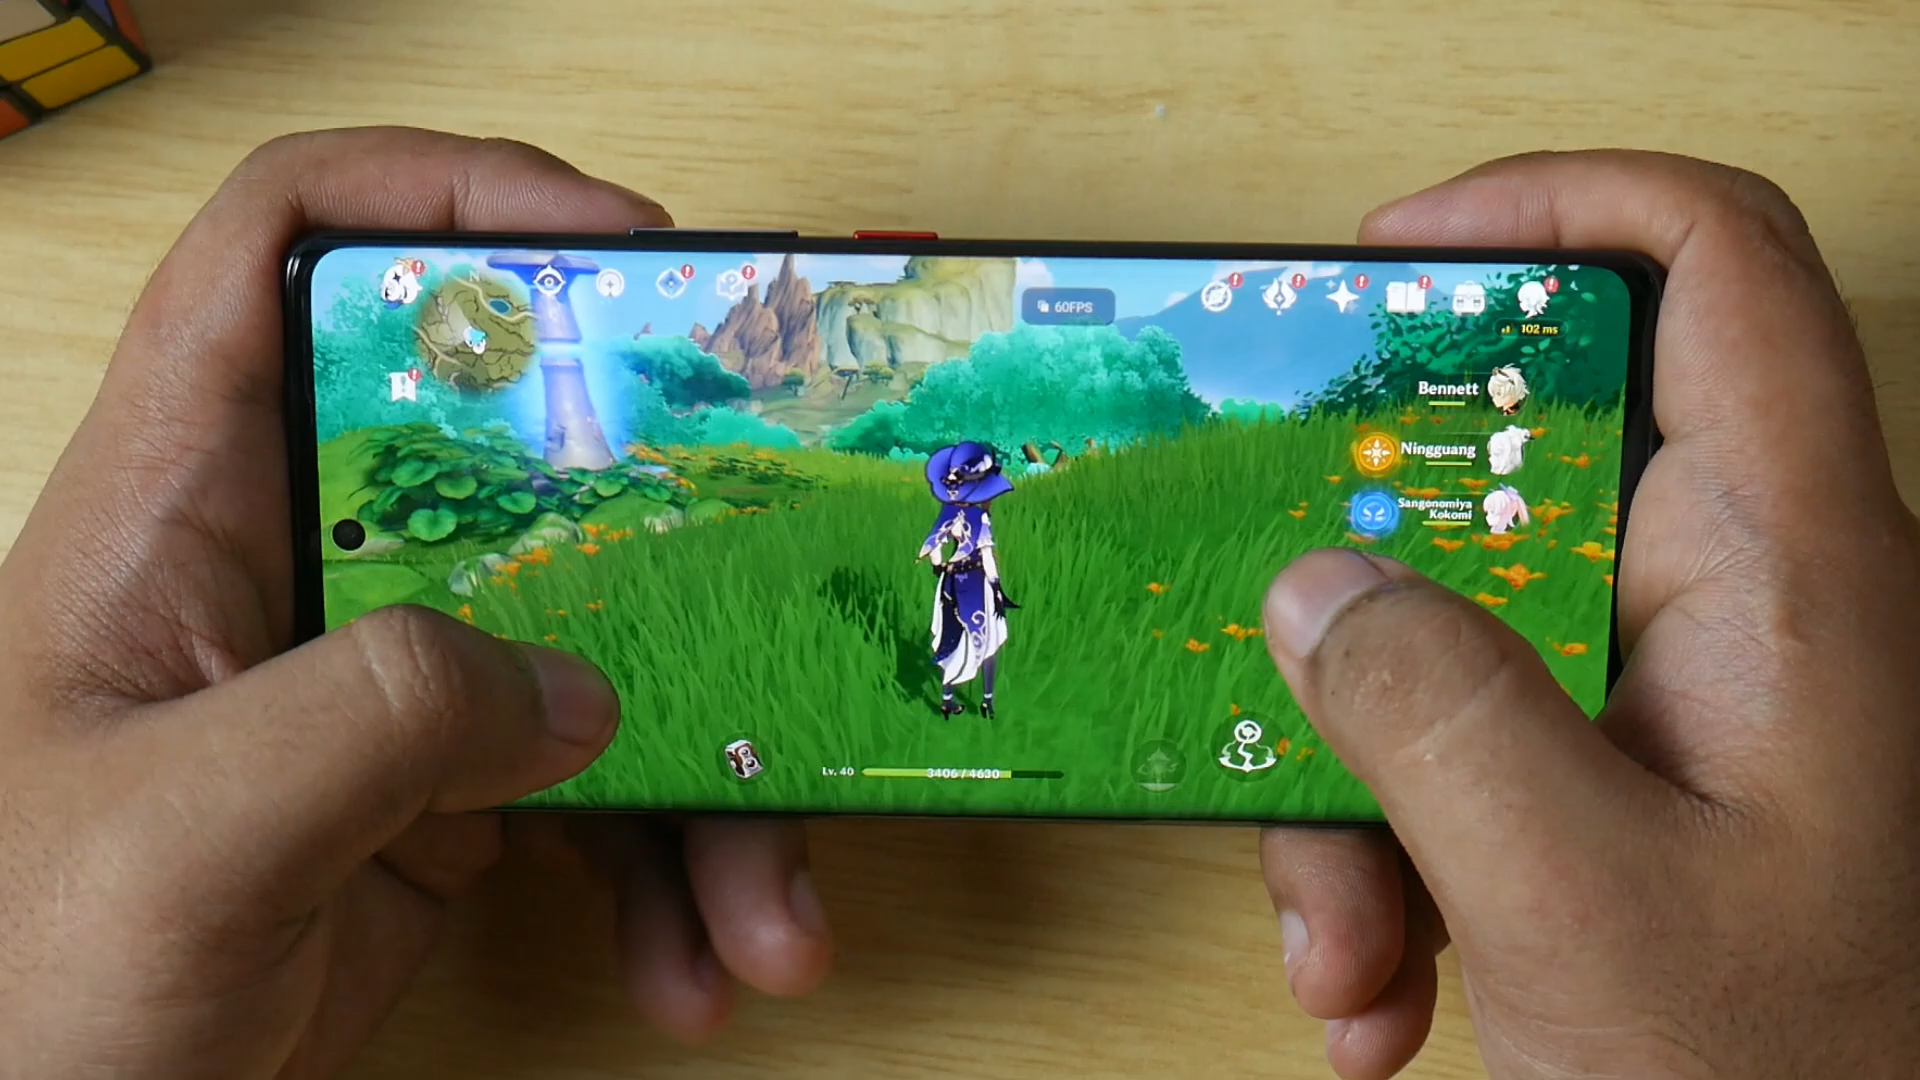 N
60FPS
102 ms
Bennett
Ningguang
Sangonomiya
Kokomi
Lv. 40
3406 / 4630